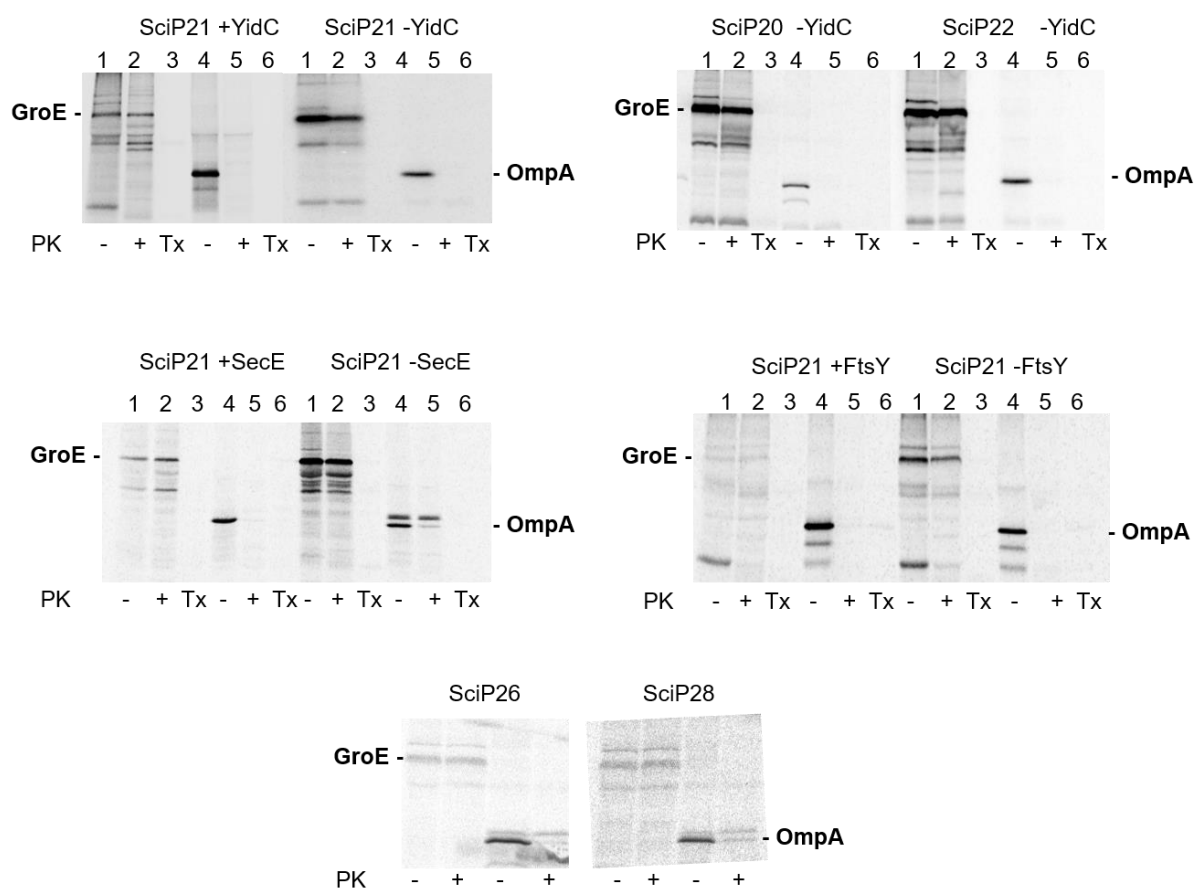 SciP21 +YidC SciP21 -YidC
1 2 3 4 5 6 1 2 3 4 5 6
GroE -
- OmpA
PK - + Tx - + Tx - + Tx - + Tx
SciP20 -YidC SciP22 -YidC
1 2 3 4 5 6 1 2 3 4 5 6
GroE -
- OmpA
PK - + Tx - + Tx - + Tx - + Tx
SciP21 +SecE SciP21 -SecE
1 2 3 4 5 6 1 2 3 4 5 6
GroE -
- OmpA
PK - + Tx - + Tx - + Tx - + Tx
SciP21 +FtsY SciP21 -FtsY
1 2 3 4 5 6 1 2 3 4 5 6
GroE -
- OmpA
PK - + Tx - + Tx - + Tx - + Tx
SciP26 SciP28
GroE -
- OmpA
PK - + - + - + - +